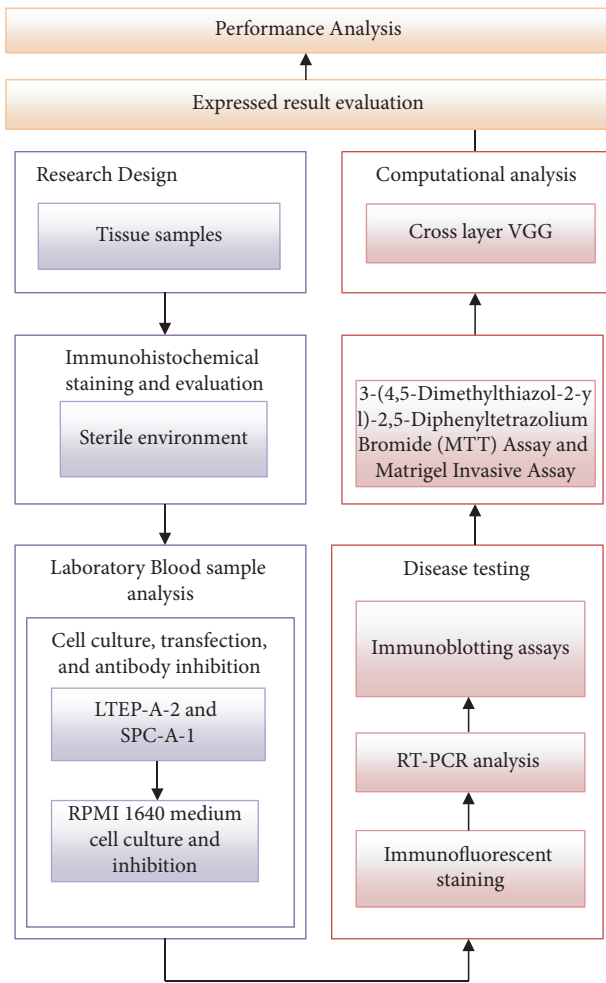 Performance Analysis
Expressed result evaluation
Research Design
Tissue samples
Immunohistochemical
staining and evaluation
Sterile environment
Laboratory Blood sample
analysis
Cell culture, transfection,
and antibody inhibition
LTEP-A-2 and
SPC-A-1
RPMI 1640 medium
cell culture and
inhibition
Computational analysis
Cross layer VGG
3-(4,5-Dimethylthiazol-2-y
l)-2,5-Diphenyltetrazolium
Bromide (MTT) Assay and
Matrigel Invasive Assay
Disease testing
Immunoblotting assays
RT-PCR analysis
Immunofluorescent
staining